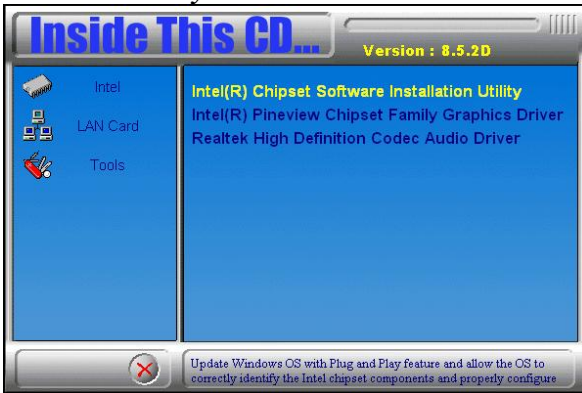 Inside This CD...
Version : 8.5.2D
Intel
LAN Card
Tools
Intel(R) Chipset Software Installation Utility
Intel(R) Pineview Chipset Family Graphics Driver
Realtek High Definition Codec Audio Driver
Update Windows OS with Plug and Play feature and allow the OS to
correctly identify the Intel chipset components and properly configure